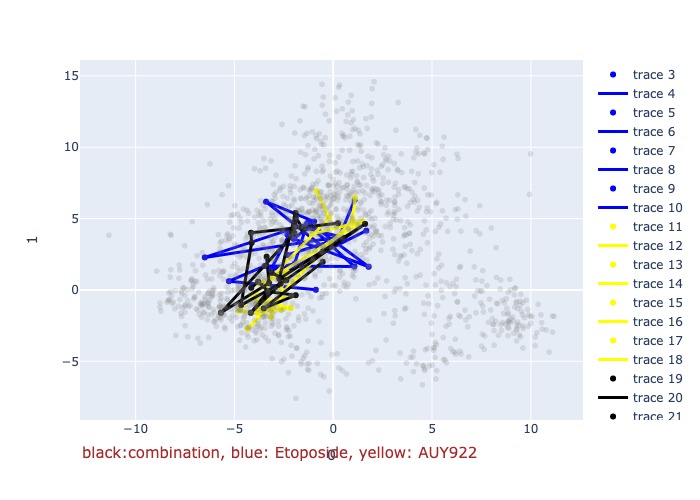 15
10
5
0
−5
1
−10
−5
0
5
10
0
black:combination, blue: Etoposide, yellow: AUY922
trace 3
trace 4
trace 5
trace 6
trace 7
trace 8
trace 9
trace 10
trace 11
trace 12
trace 13
trace 14
trace 15
trace 16
trace 17
trace 18
trace 19
trace 20
trace 21